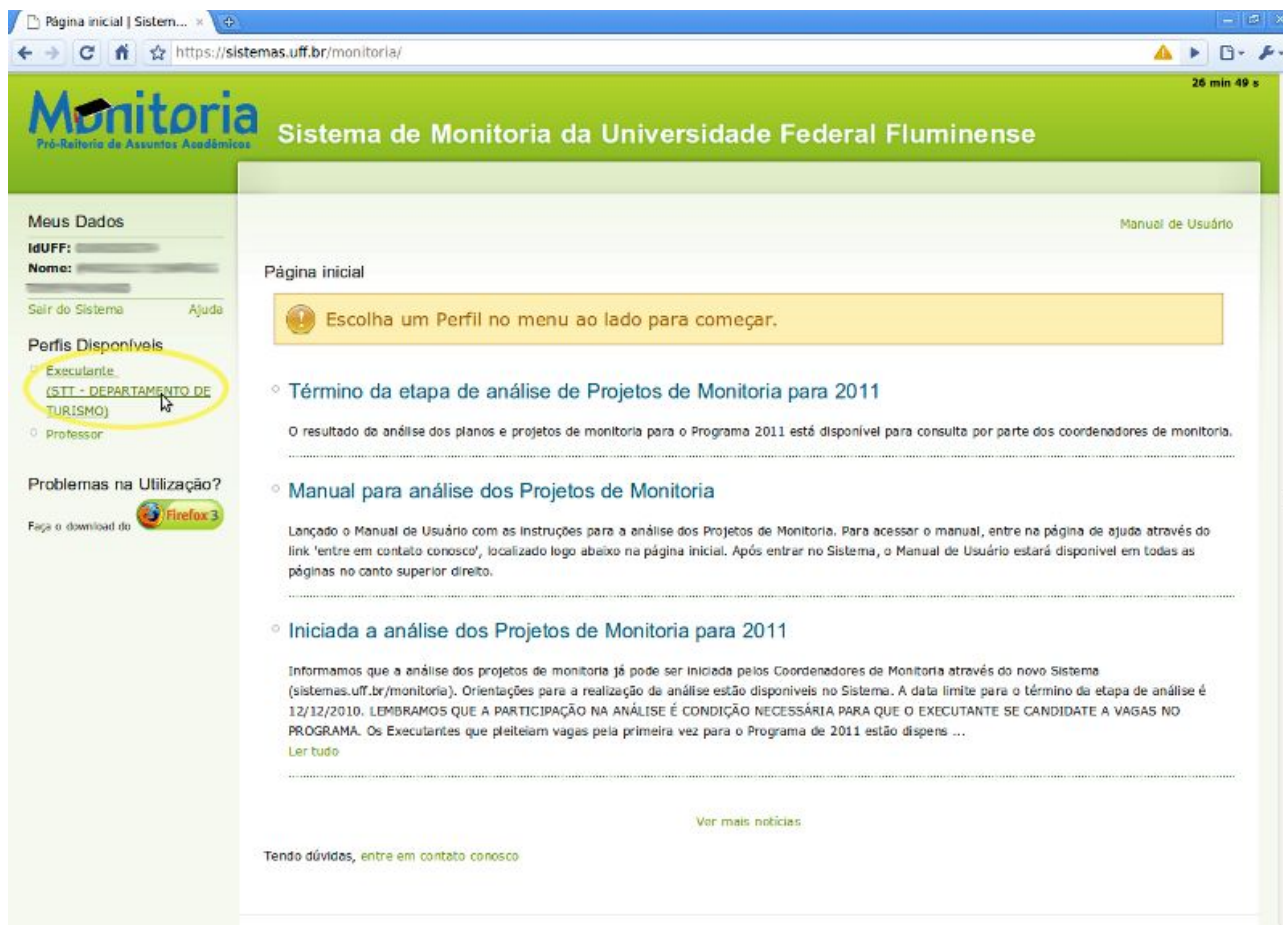 Página inicial | Sistem...
https://sistemas.uff.br/monitoria/
26 min 49 s
Monitoria
Pró-Reitoria de Assuntos Acadêmicos
Sistema de Monitoria da Universidade Federal Fluminense
Meus Dados
IdUFF:
Nome:
Sair do Sistema Ajuda
Perfis Disponíveis
Executante
(STT - DEPARTAMENTO DE
TURISMO)
Professor
Problemas na Utilização?
Faça o download do Firefox 3
Manual de Usuário
Página inicial
Escolha um Perfil no menu ao lado para começar.
Término da etapa de análise de Projetos de Monitoria para 2011
O resultado da análise dos planos e projetos de monitoria para o Programa 2011 está disponível para consulta por parte dos coordenadores de monitoria.
Manual para análise dos Projetos de Monitoria
Lançado o Manual de Usuário com as instruções para a análise dos Projetos de Monitoria. Para acessar o manual, entre na página de ajuda através do
link 'entre em contato conosco', localizado logo abaixo na página inicial. Após entrar no Sistema, o Manual de Usuário estará disponivel em todas as
páginas no canto superior direito.
Iniciada a análise dos Projetos de Monitoria para 2011
Informamos que a análise dos projetos de monitoria já pode ser iniciada pelos Coordenadores de Monitoria através do novo Sistema
(sistemas.uff.br/monitoria). Orientações para a realização da análise estão disponiveis no Sistema. A data limite para o término da etapa de análise é
12/12/2010. LEMBRAMOS QUE A PARTICIPAÇÃO NA ANÁLISE É CONDIÇÃO NECESSÁRIA PARA QUE O EXECUTANTE SE CANDIDATE A VAGAS NO
PROGRAMA. Os Executantes que pleiteiam vagas pela primeira vez para o Programa de 2011 estão dispens ...
Ler tudo
Ver mais notícias
Tendo dúvidas, entre em contato conosco